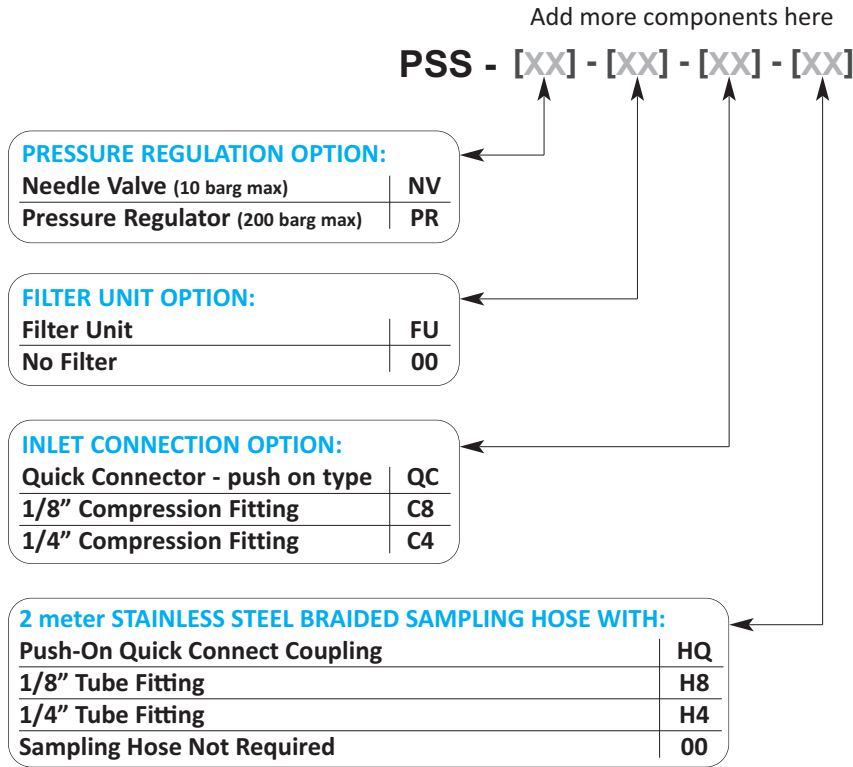 Add more components here
PSS - [XX] - [XX] - [XX] - [XX]
PRESSURE REGULATION OPTION:
Needle Valve (10 barg max) NV
Pressure Regulator (200 barg max) PR
FILTER UNIT OPTION:
Filter Unit FU
No Filter 00
INLET CONNECTION OPTION:
Quick Connector - push on type QC
1/8” Compression Fitting C8
1/4” Compression Fitting C4
2 meter STAINLESS STEEL BRAIDED SAMPLING HOSE WITH:
Push-On Quick Connect Coupling HQ
1/8” Tube Fitting H8
1/4” Tube Fitting H4
Sampling Hose Not Required 00